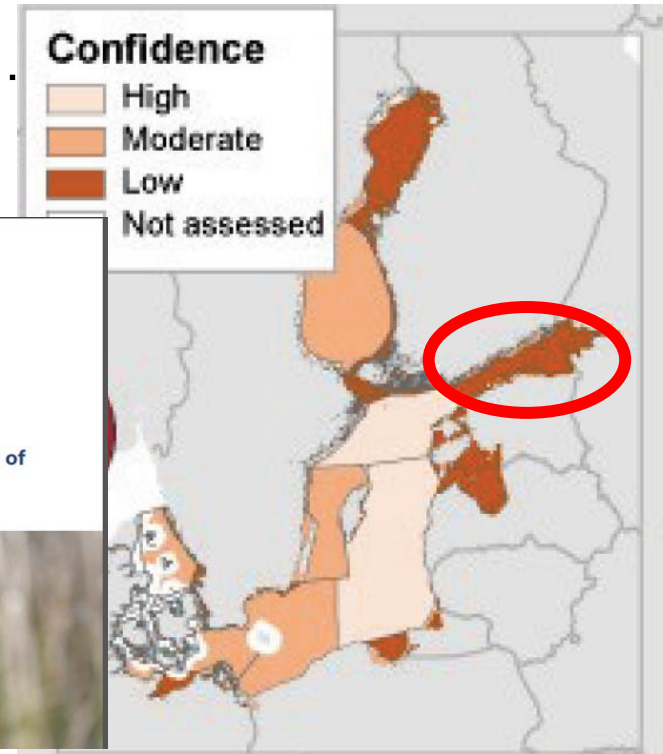 Confidence
High
Moderate
Low
Not assessed
of